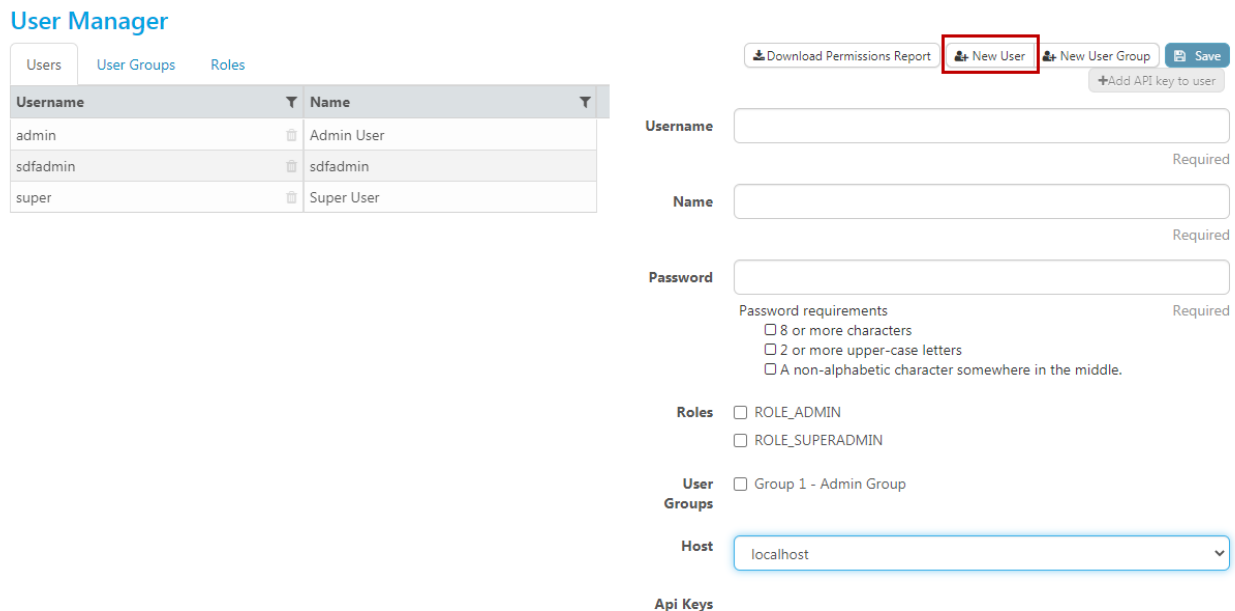 User Manager
Users User Groups Roles
Download Permissions Report New User New User Group Save
+Add API key to user
Username Name
admin Admin User
sdfadmin sdfadmin
super Super User
Username
Required
Name
Required
Password
Password requirements Required
8 or more characters
2 or more upper-case letters
A non-alphabetic character somewhere in the middle.
Roles ROLE_ADMIN
ROLE_SUPERADMIN
User Groups Group 1 - Admin Group
Host localhost
Api Keys